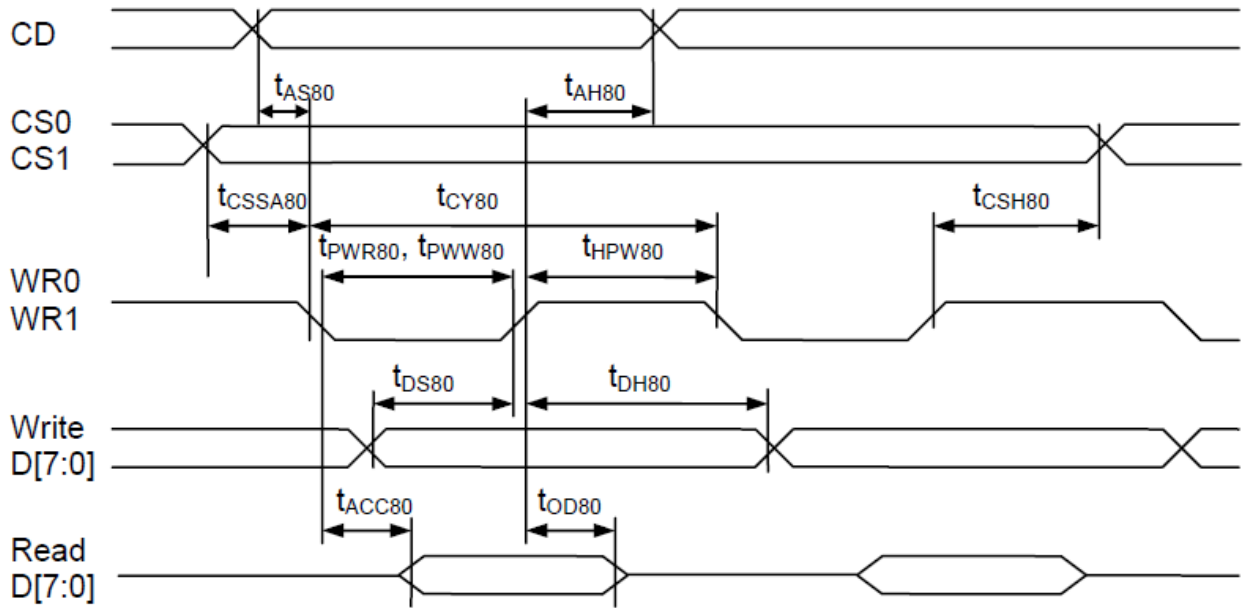 CD
tAS80
tAH80
CS0
CS1
tCSSA80
tCY80
tCSH80
tPWR80, tPWW80
tHPW80
WR0
WR1
tDS80
tDH80
Write
D[7:0]
tACC80
tOD80
Read
D[7:0]